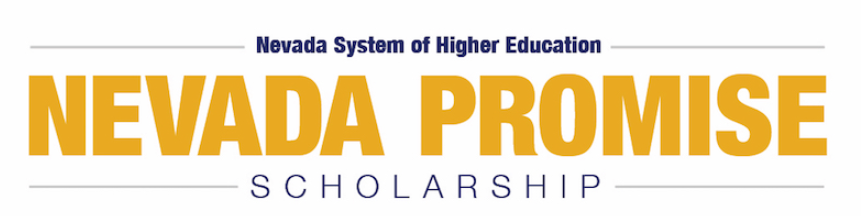 Nevada System of Higher Education
NEVADA PROMISE
SCHOLARSHIP